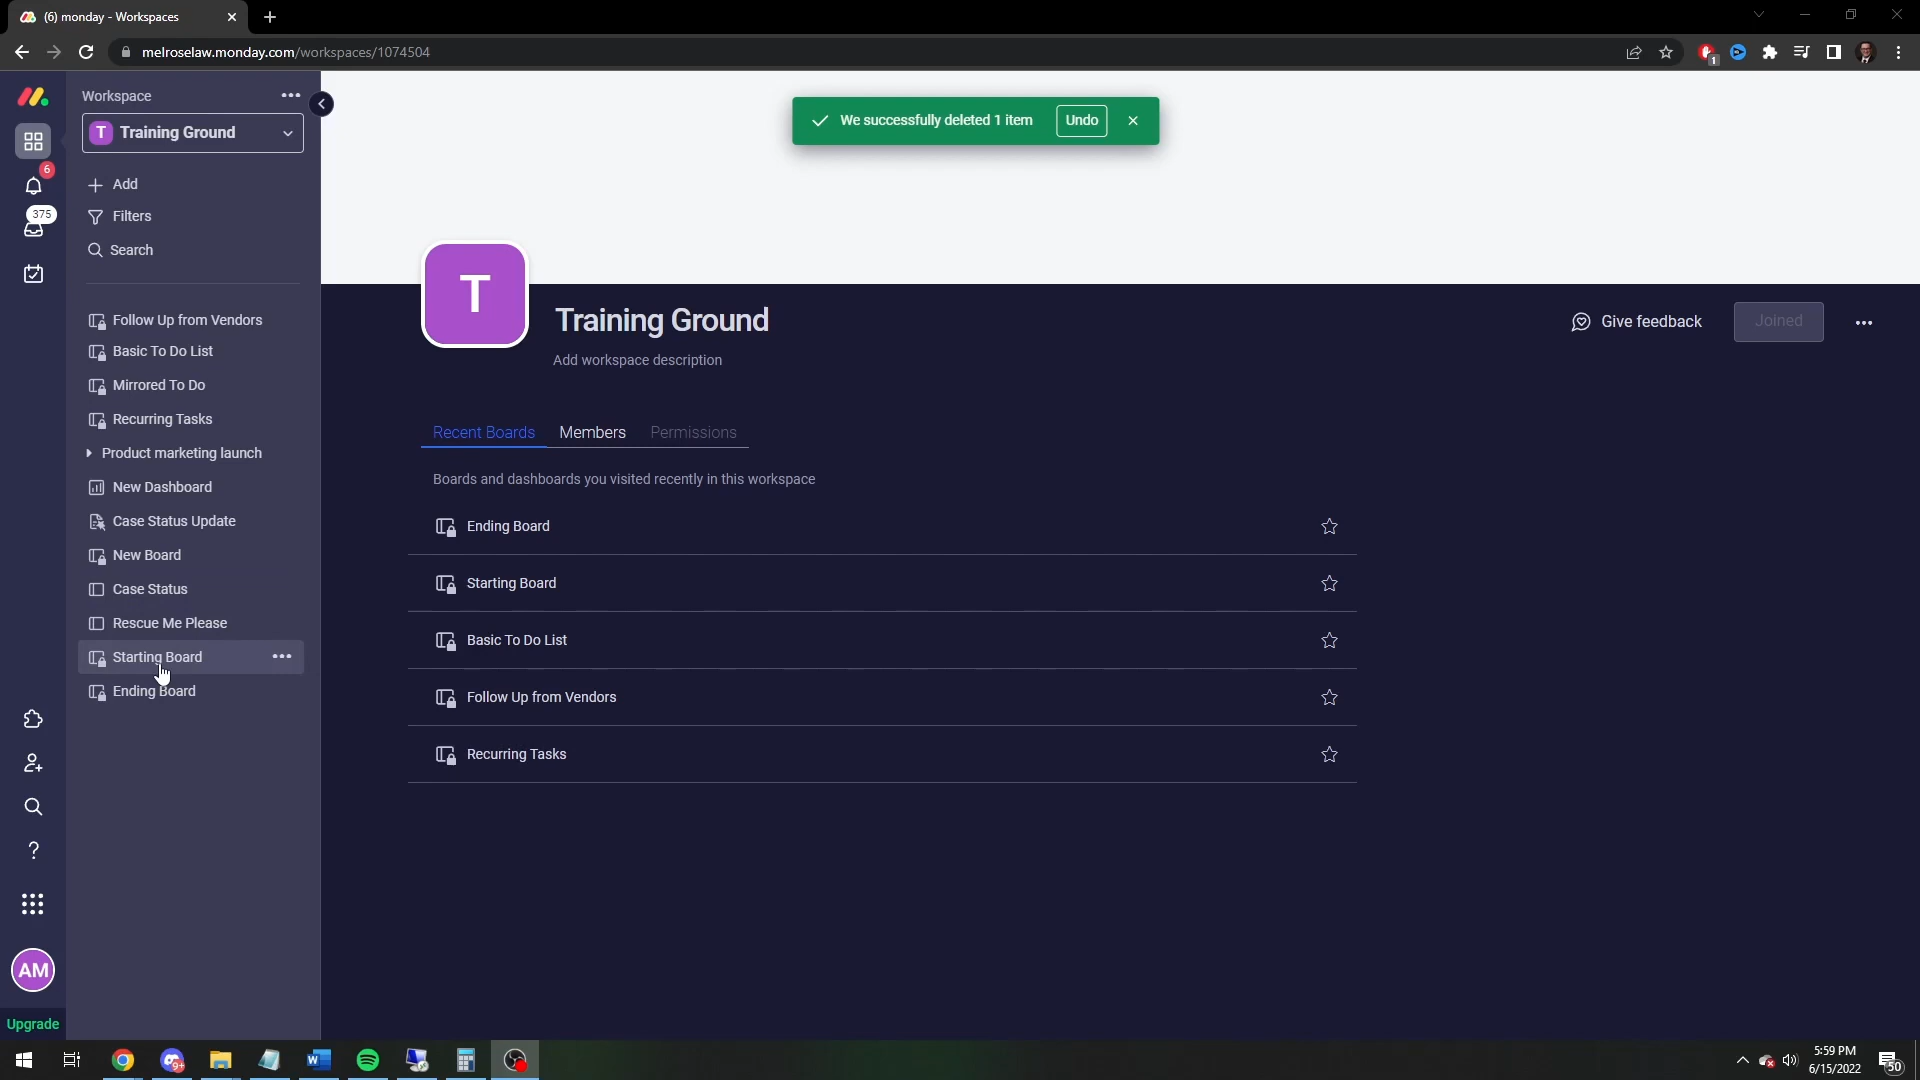 (6) monday - Workspaces
melroselaw.monday.com/workspaces/1074504
1
Workspace
T Training Ground
6
375
Add
Filters
Search
Follow Up from Vendors
Basic To Do List
Mirrored To Do
Recurring Tasks
Product marketing launch
New Dashboard
Case Status Update
New Board
Case Status
Rescue Me Please
Starting Board
Ending Board
AM
Upgrade
We successfully deleted 1 item Undo
T
Training Ground
Add workspace description
Give feedback Joined
Recent Boards Members Permissions
Boards and dashboards you visited recently in this workspace
Ending Board
Starting Board
Basic To Do List
Follow Up from Vendors
Recurring Tasks
9+
W
5:59 PM
6/15/2022
50